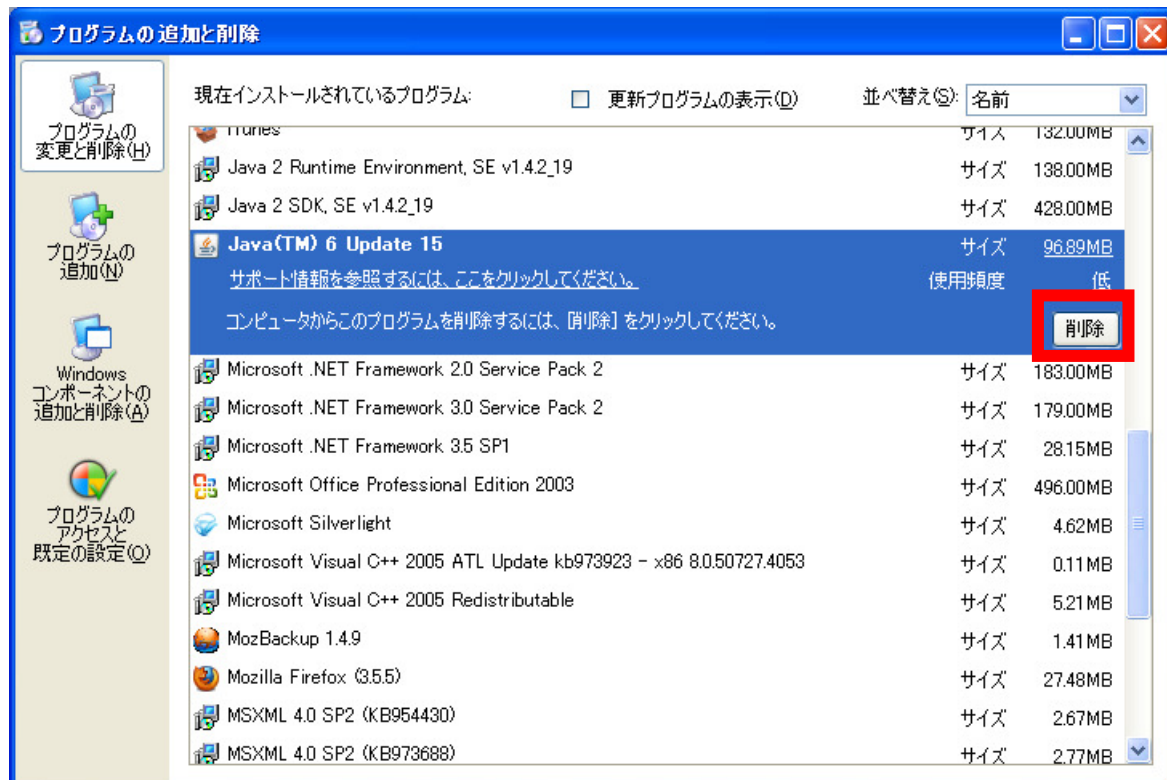 プログラムの追加と削除
プログラムの
変更と削除(H)
プログラムの
追加(N)
Windows
コンポーネントの
追加と削除(A)
プログラムの
アクセスと
既定の設定(O)
現在インストールされているプログラム: 更新プログラムの表示(D) 並べ替え(S): 名前
iTunes サイズ 132.00MB
Java 2 Runtime Environment, SE v1.4.2_19 サイズ 138.00MB
Java 2 SDK, SE v1.4.2_19 サイズ 428.00MB
Java(TM) 6 Update 15 サイズ 96.89MB
サポート情報を参照するには、ここをクリックしてください。 使用頻度 低
コンピュータからこのプログラムを削除するには、[削除] をクリックしてください。 削除
Microsoft .NET Framework 2.0 Service Pack 2 サイズ 183.00MB
Microsoft .NET Framework 3.0 Service Pack 2 サイズ 179.00MB
Microsoft .NET Framework 3.5 SP1 サイズ 28.15MB
Microsoft Office Professional Edition 2003 サイズ 496.00MB
Microsoft Silverlight サイズ 4.62MB
Microsoft Visual C++ 2005 ATL Update kb973923 - x86 8.0.50727.4053 サイズ 0.11MB
Microsoft Visual C++ 2005 Redistributable サイズ 5.21MB
MozBackup 1.4.9 サイズ 1.41MB
Mozilla Firefox (3.5.5) サイズ 27.48MB
MSXML 4.0 SP2 (KB954430) サイズ 2.67MB
MSXML 4.0 SP2 (KB973688) サイズ 2.77MB